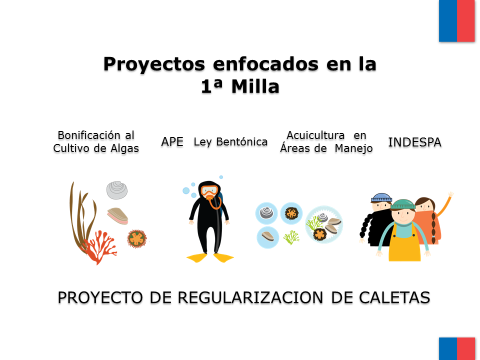 Proyectos enfocados en la
1ª Milla
Bonificación al
Cultivo de Algas
APE
Ley Bentónica
Acuicultura en
Áreas de Manejo
INDESPA
PROYECTO DE REGULARIZACION DE CALETAS